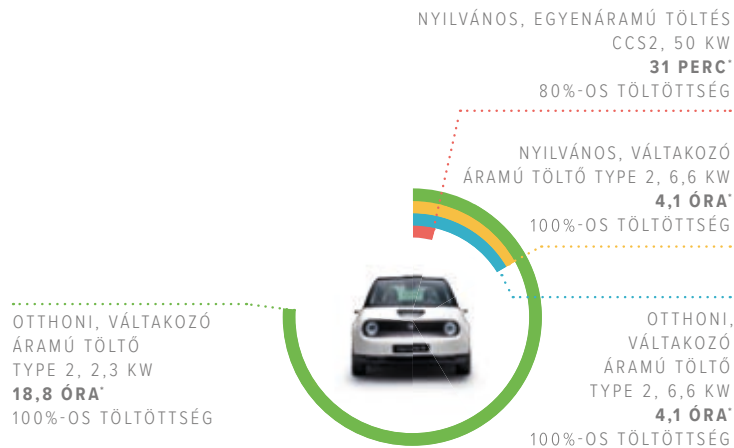 NYILVÁNOS, EGYENÁRAMÚ TÖLTÉS
CCS2, 50 KW
31 PERC*
80%-OS TÖLTÖTTSÉG
NYILVÁNOS, VÁLTAKOZÓ
ÁRAMÚ TÖLTŐ TYPE 2, 6,6 KW
4,1 ÓRA*
100%-OS TÖLTÖTTSÉG
OTTHONI, VÁLTAKOZÓ
ÁRAMÚ TÖLTŐ
TYPE 2, 2,3 KW
18,8 ÓRA*
100%-OS TÖLTÖTTSÉG
OTTHONI,
VÁLTAKOZÓ
ÁRAMÚ TÖLTŐ
TYPE 2, 6,6 KW
4,1 ÓRA*
100%-OS TÖLTÖTTSÉG